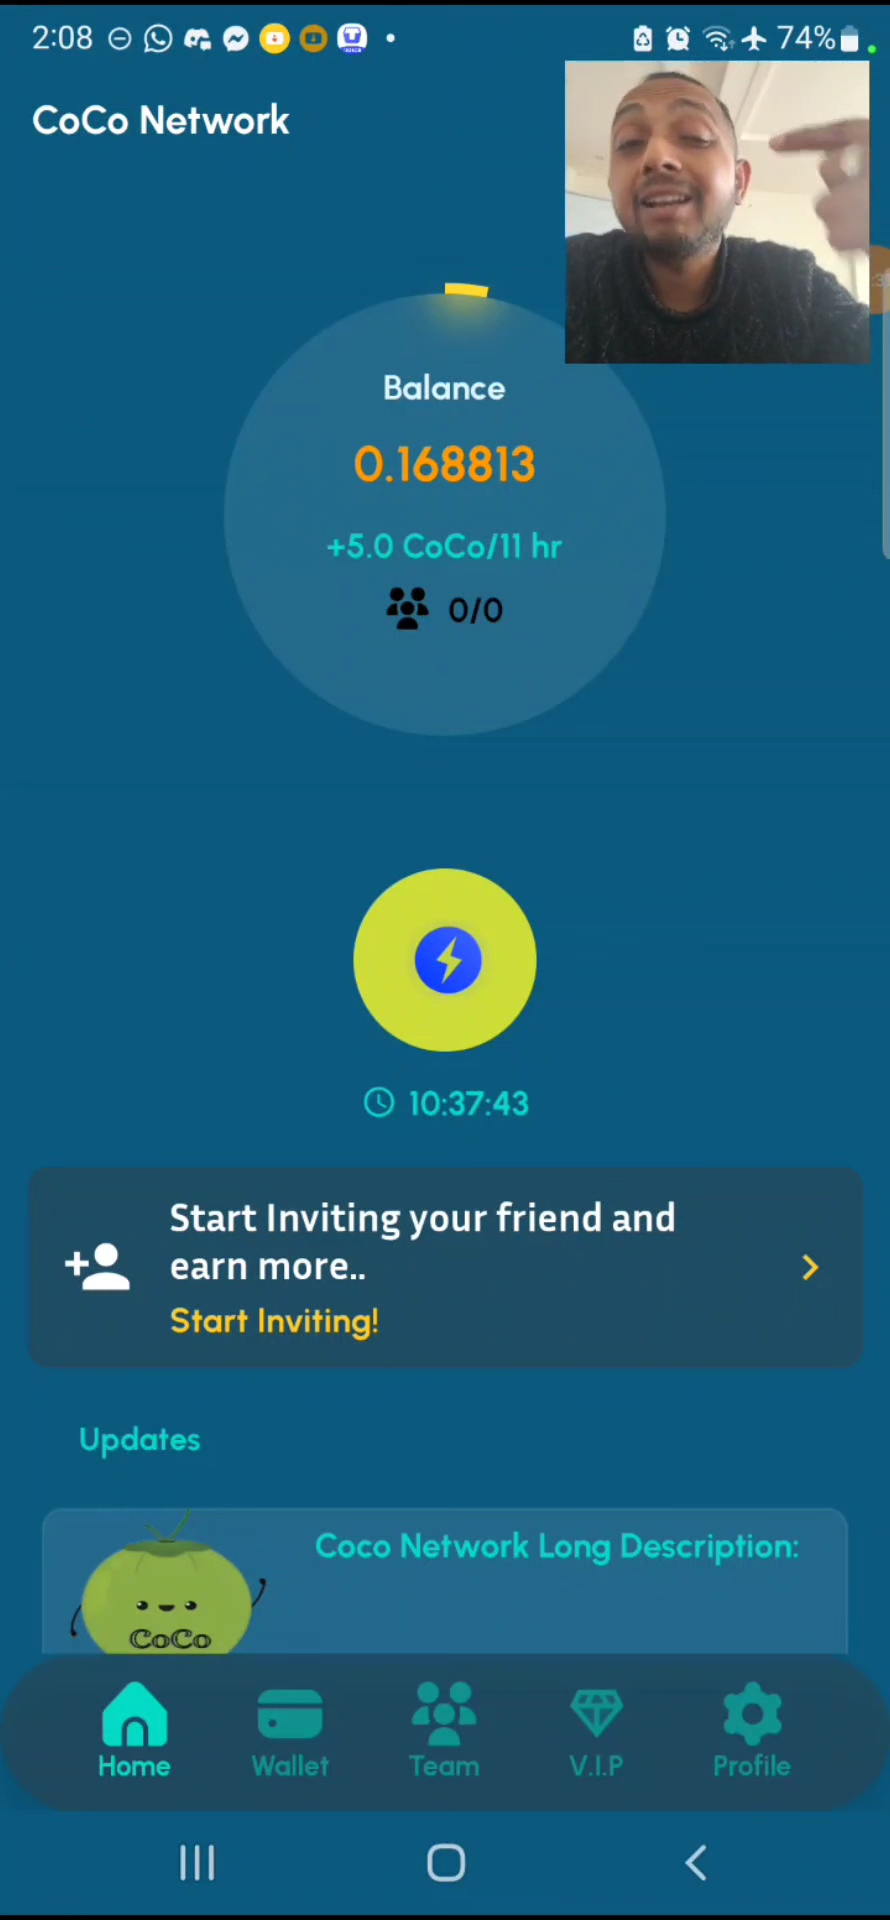 2:08
74%
CoCo Network
Balance
0.168813
+5.0 CoCo/11 hr
0/0
10:37:43
Start Inviting your friend and
earn more..
Start Inviting!
Updates
Coco Network Long Description:
CoCo
Home
Wallet
Team
V.I.P
Profile